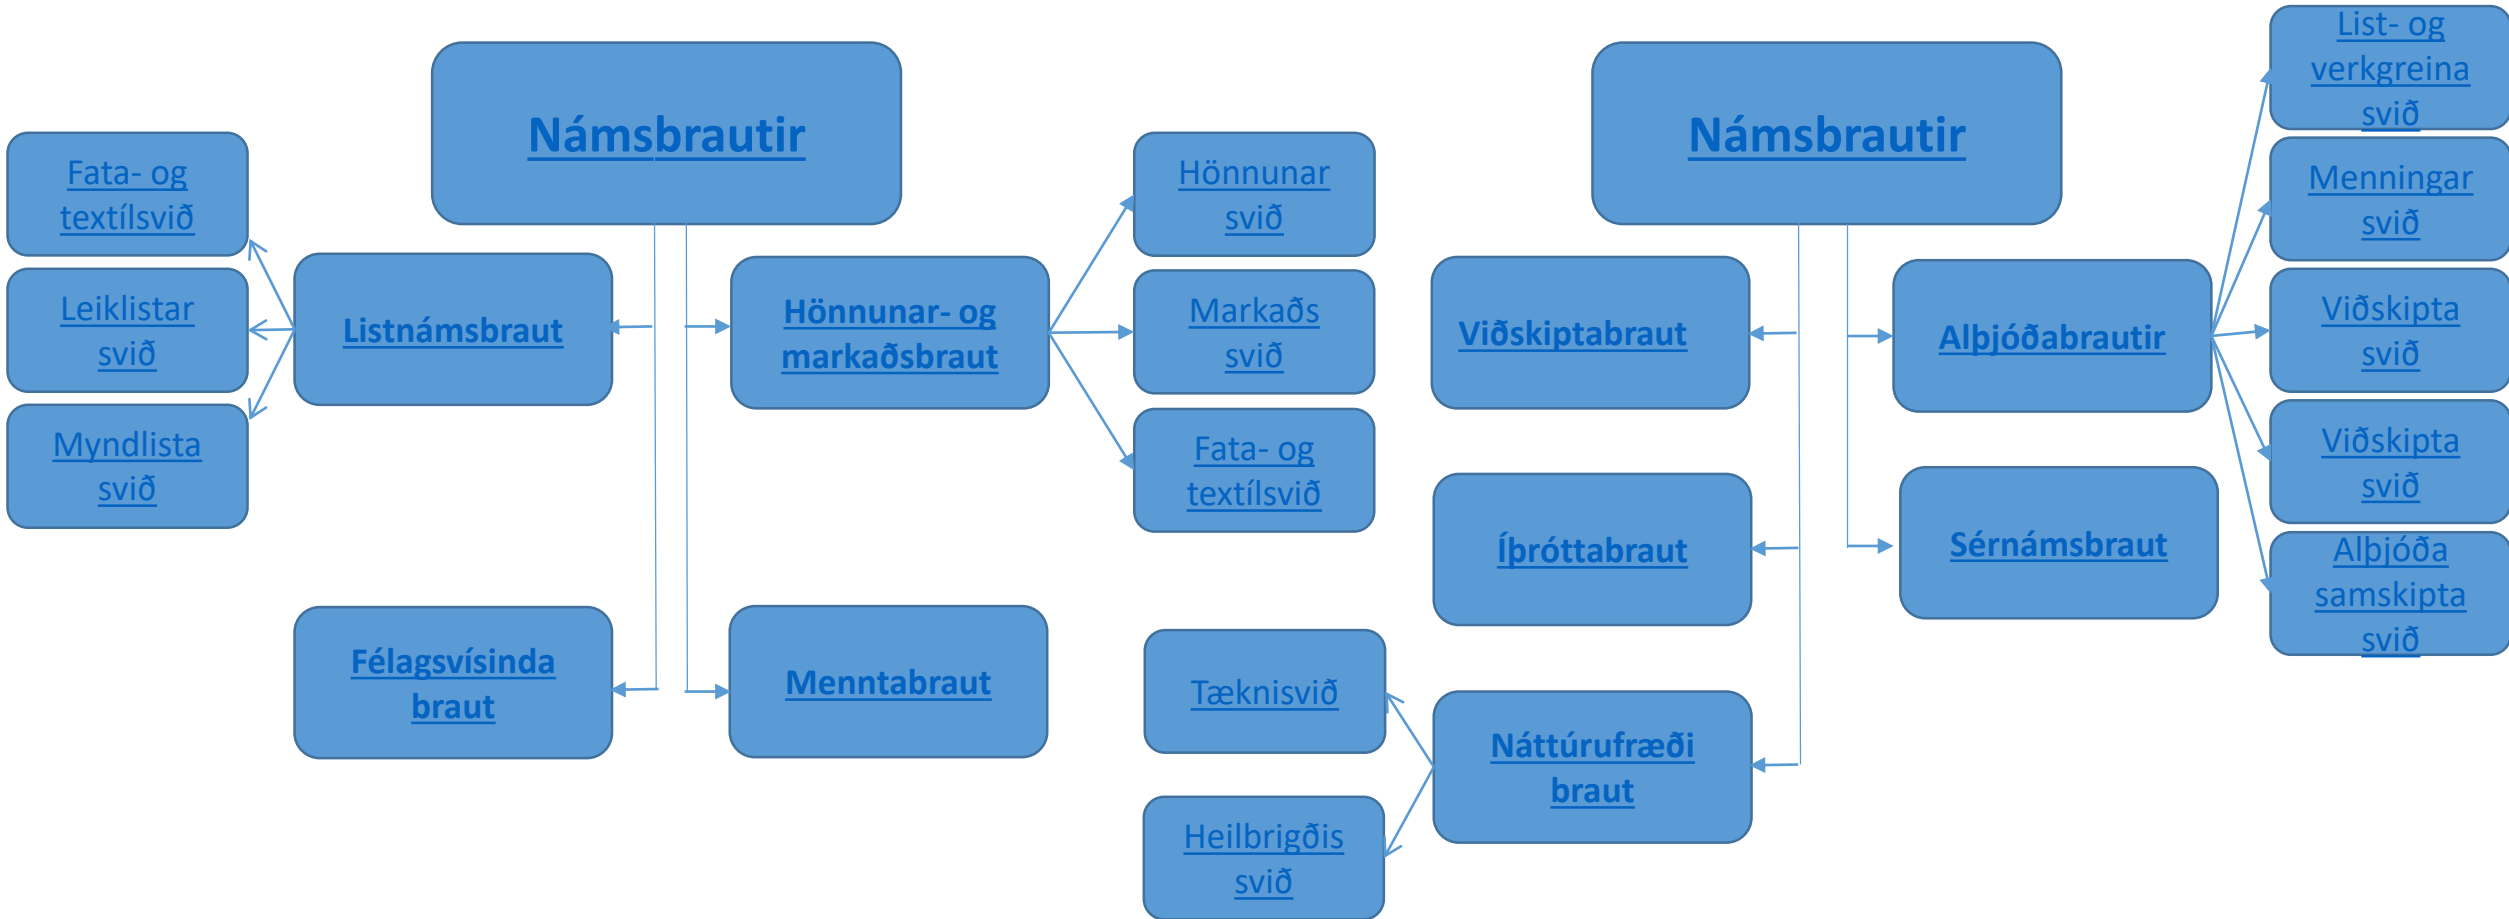 Námsbrautir
Fata- og
textílsvið
Leiklistar
svið
Myndlista
svið
Listnámsbraut
Hönnunar- og
markaðsbraut
Hönnunar
svið
Markaðs
svið
Fata- og
textílsvið
Félagsvísinda
braut
Menntabraut
Námsbrautir
Viðskiptabraut
Alþjóðabrautir
List- og
verkgreina
svið
Menningar
svið
Viðskipta
svið
Viðskipta
svið
Alþjóða
samskipta
svið
Íþróttabraut
Sérnámsbraut
Tæknisvið
Heilbrigðis
svið
Náttúrufræði
braut